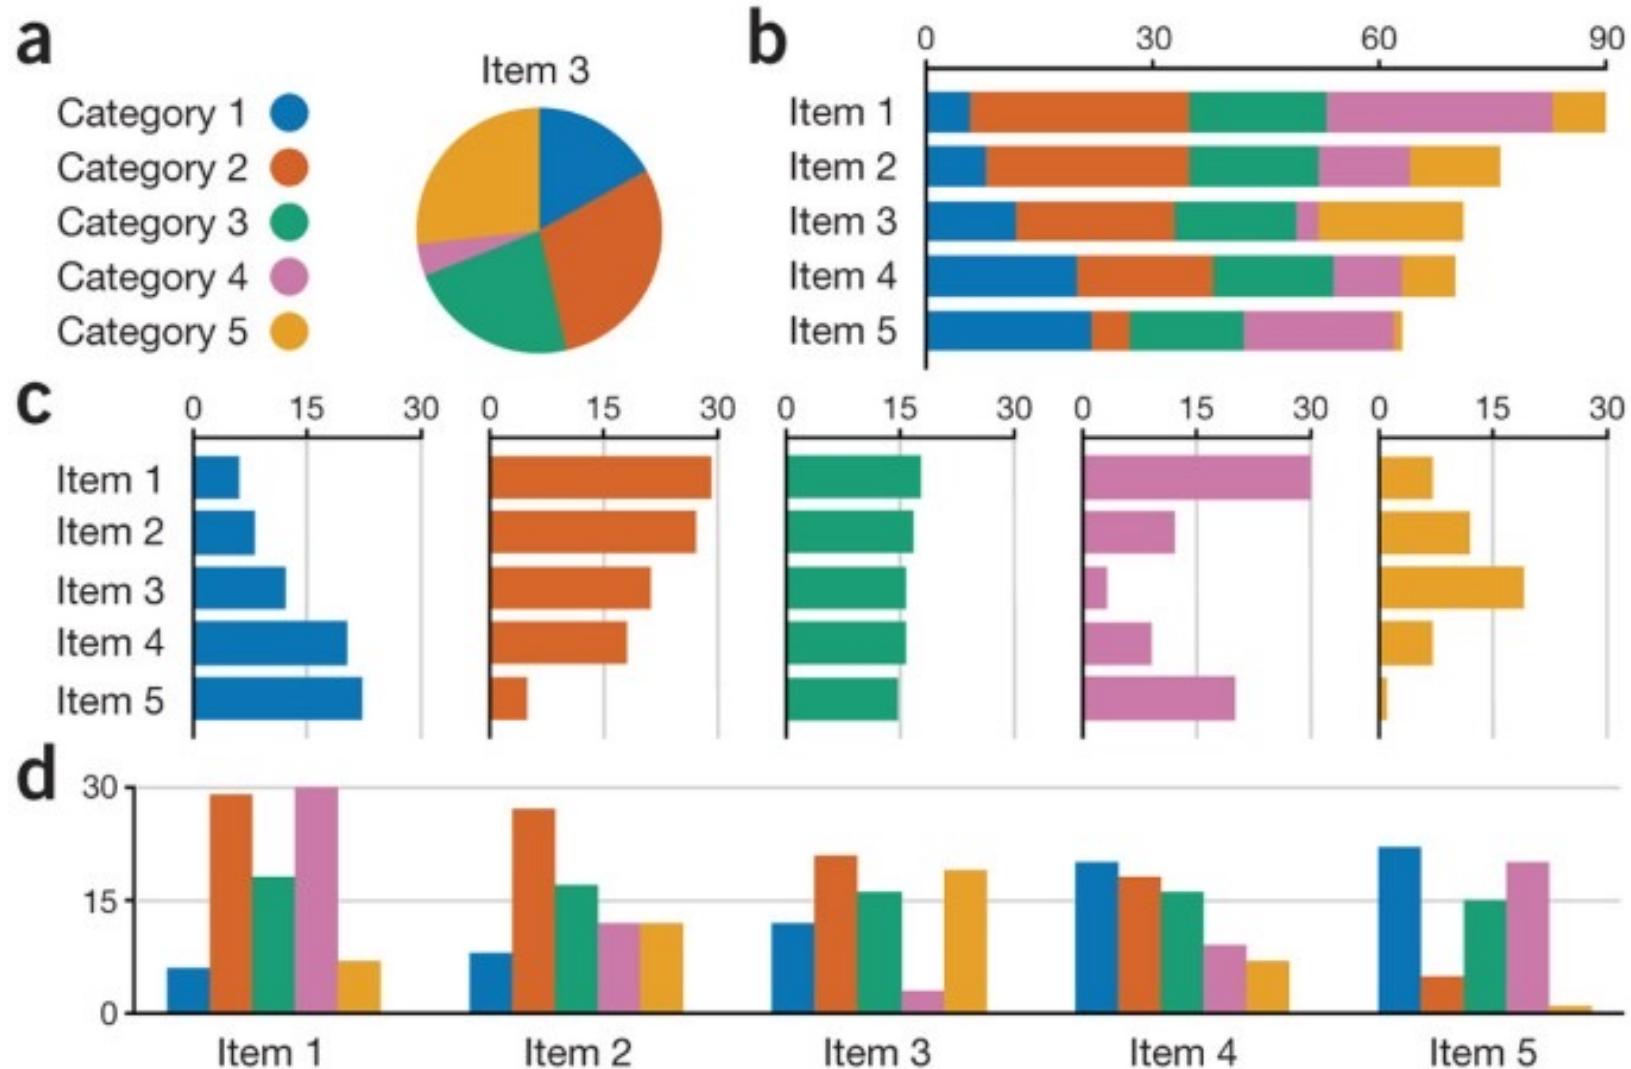 a
Item 3
Category 1
Category 2
Category 3
Category 4
Category 5
b
0 30 60 90
Item 1
Item 2
Item 3
Item 4
Item 5
c
0 15 30 0 15 30 0 15 30 0 15 30 0 15 30
Item 1
Item 2
Item 3
Item 4
Item 5
d
30
15
0
Item 1 Item 2 Item 3 Item 4 Item 5